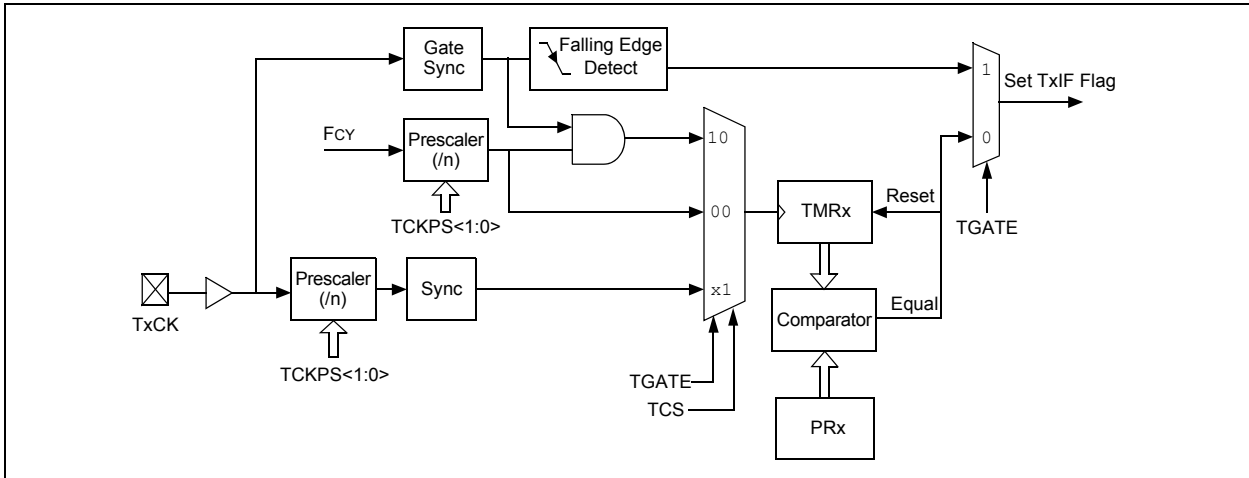 Gate
Sync
Falling Edge
Detect
1
Set TxIF Flag
0
FCY
Prescaler
(/n)
10
TCKPS<1:0>
00
TMRx
Reset
TGATE
TxCK
Prescaler
(/n)
Sync
x1
Comparator
Equal
TCKPS<1:0>
TGATE
TCS
PRx